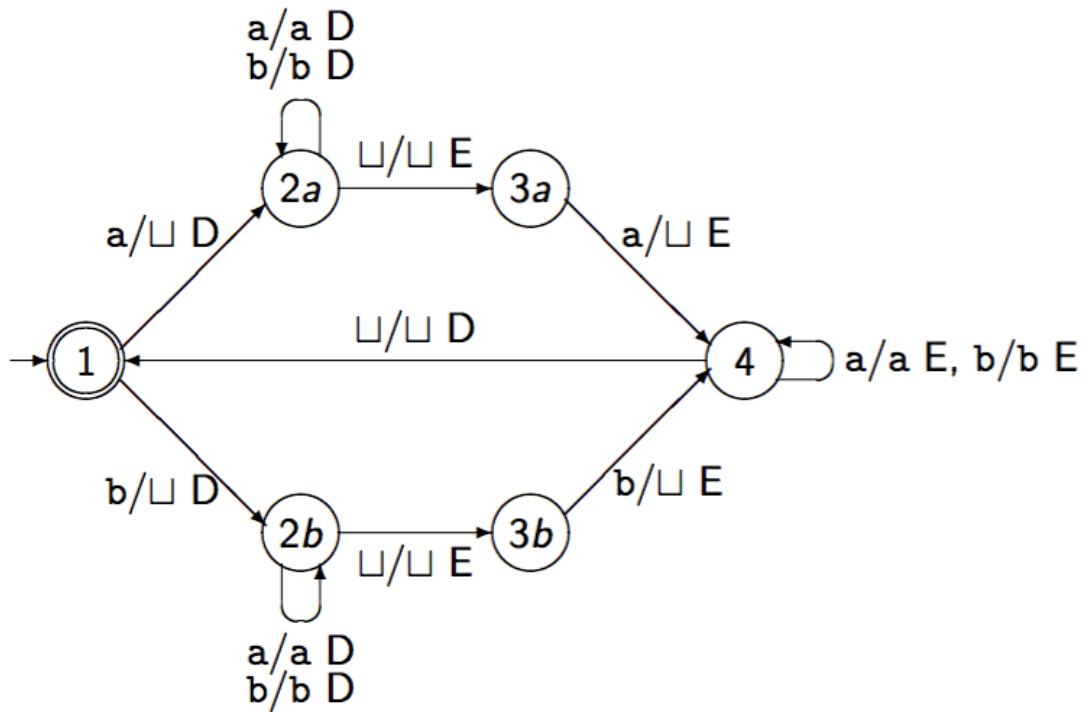 a/a D
b/b D
⊔/⊔ E
2a
3a
a/⊔ D
a/⊔ E
⊔/⊔ D
1
4
a/a E, b/b E
b/⊔ D
b/⊔ E
2b
3b
⊔/⊔ E
a/a D
b/b D